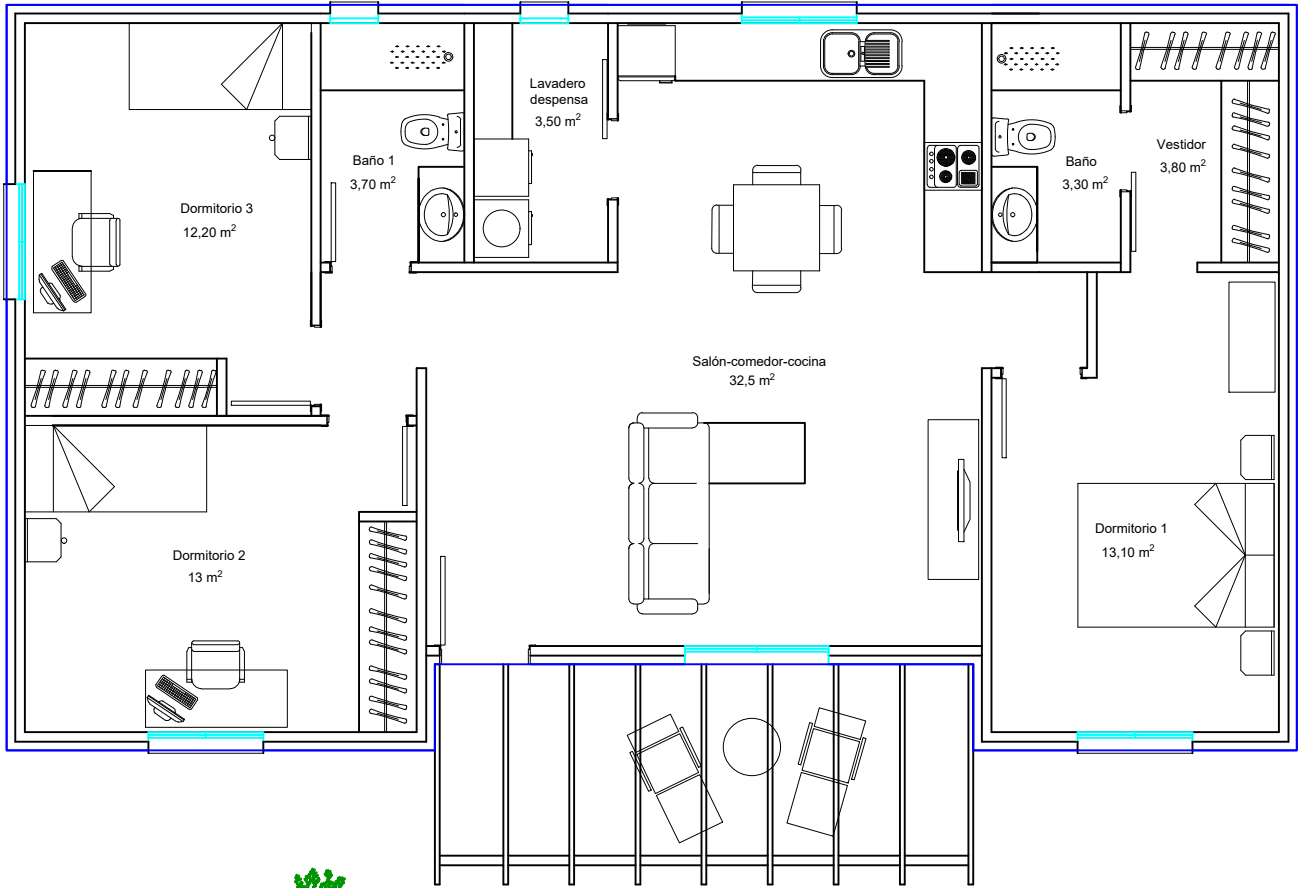 Lavadero
despensa
3,50 m²
Baño 1
3,70 m²
Baño
3,30 m²
Vestidor
3,80 m²
Dormitorio 3
12,20 m²
Salón-comedor-cocina
32,5 m²
Dormitorio 2
13 m²
Dormitorio 1
13,10 m²